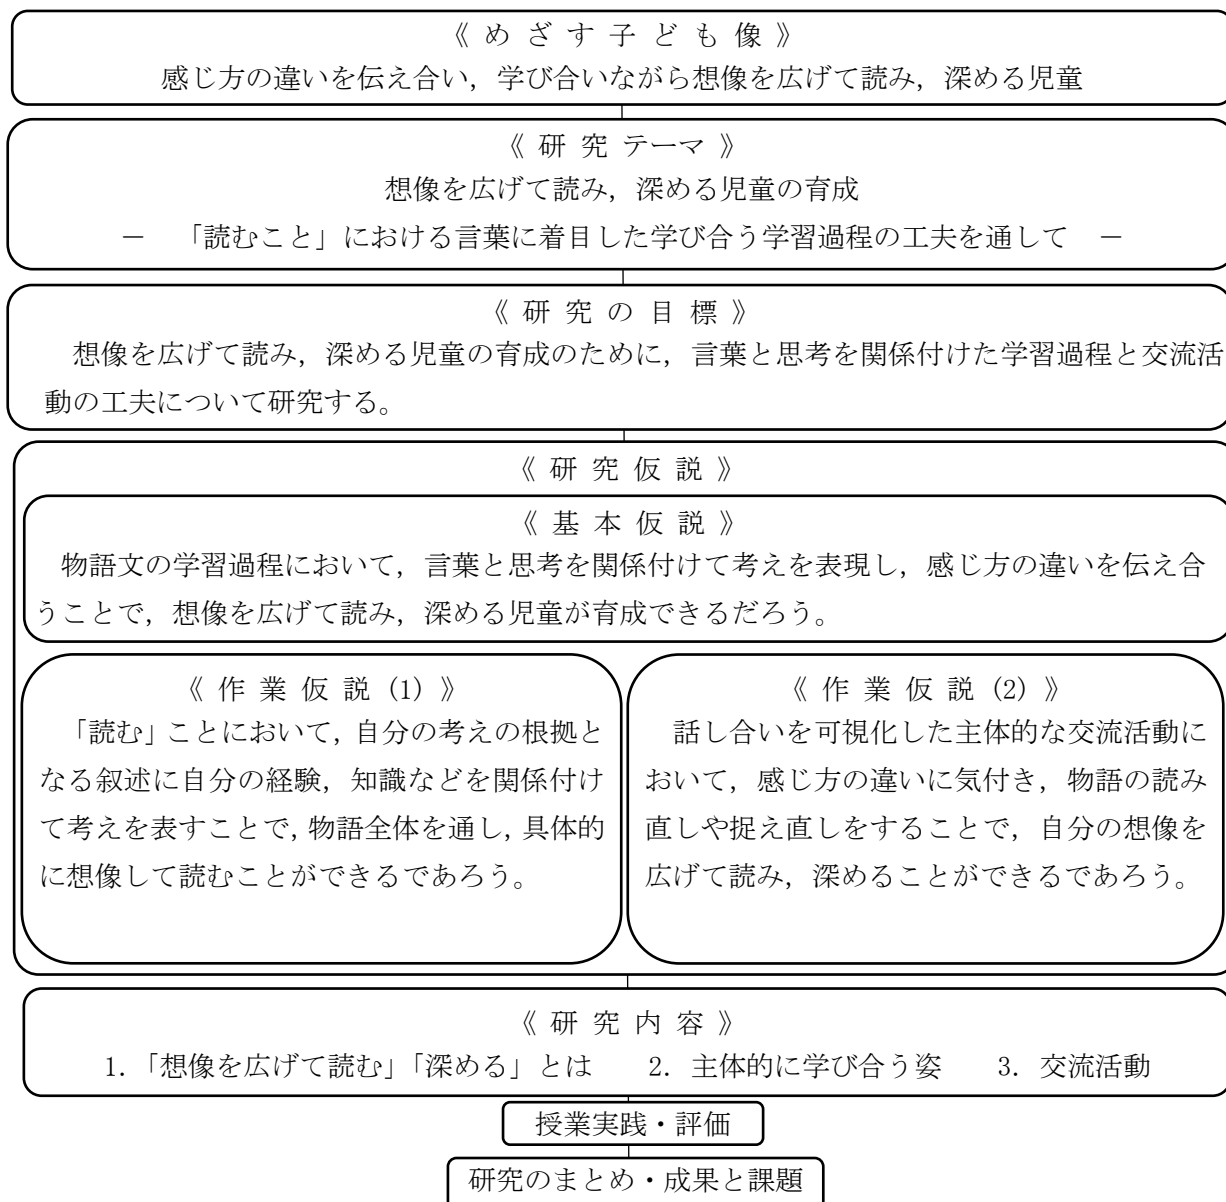 《 め ざ す 子 ど も 像 》
感じ方の違いを伝え合い，学び合いながら想像を広げて読み，深める児童
《 研 究 テーマ 》
想像を広げて読み，深める児童の育成
－　「読むこと」における言葉に着目した学び合う学習過程の工夫を通して　－
《 研 究 の 目 標 》
想像を広げて読み，深める児童の育成のために，言葉と思考を関係付けた学習過程と交流活
動の工夫について研究する。
《 研 究 仮 説 》
《 基 本 仮 説 》
物語文の学習過程において，言葉と思考を関係付けて考えを表現し，感じ方の違いを伝え合
うことで，想像を広げて読み，深める児童が育成できるだろう。
《 作 業 仮 説 (1) 》
「読む」ことにおいて，自分の考えの根拠と
なる叙述に自分の経験，知識などを関係付け
て考えを表すことで，物語全体を通し，具体的
に想像して読むことができるであろう。
《 作 業 仮 説 (2) 》
話し合いを可視化した主体的な交流活動に
おいて，感じ方の違いに気付き，物語の読み
直しや捉え直しをすることで，自分の想像を
広げて読み，深めることができるであろう。
《 研 究 内 容 》
1.「想像を広げて読む」「深める」とは　　2. 主体的に学び合う姿　　3. 交流活動
授業実践・評価
研究のまとめ・成果と課題